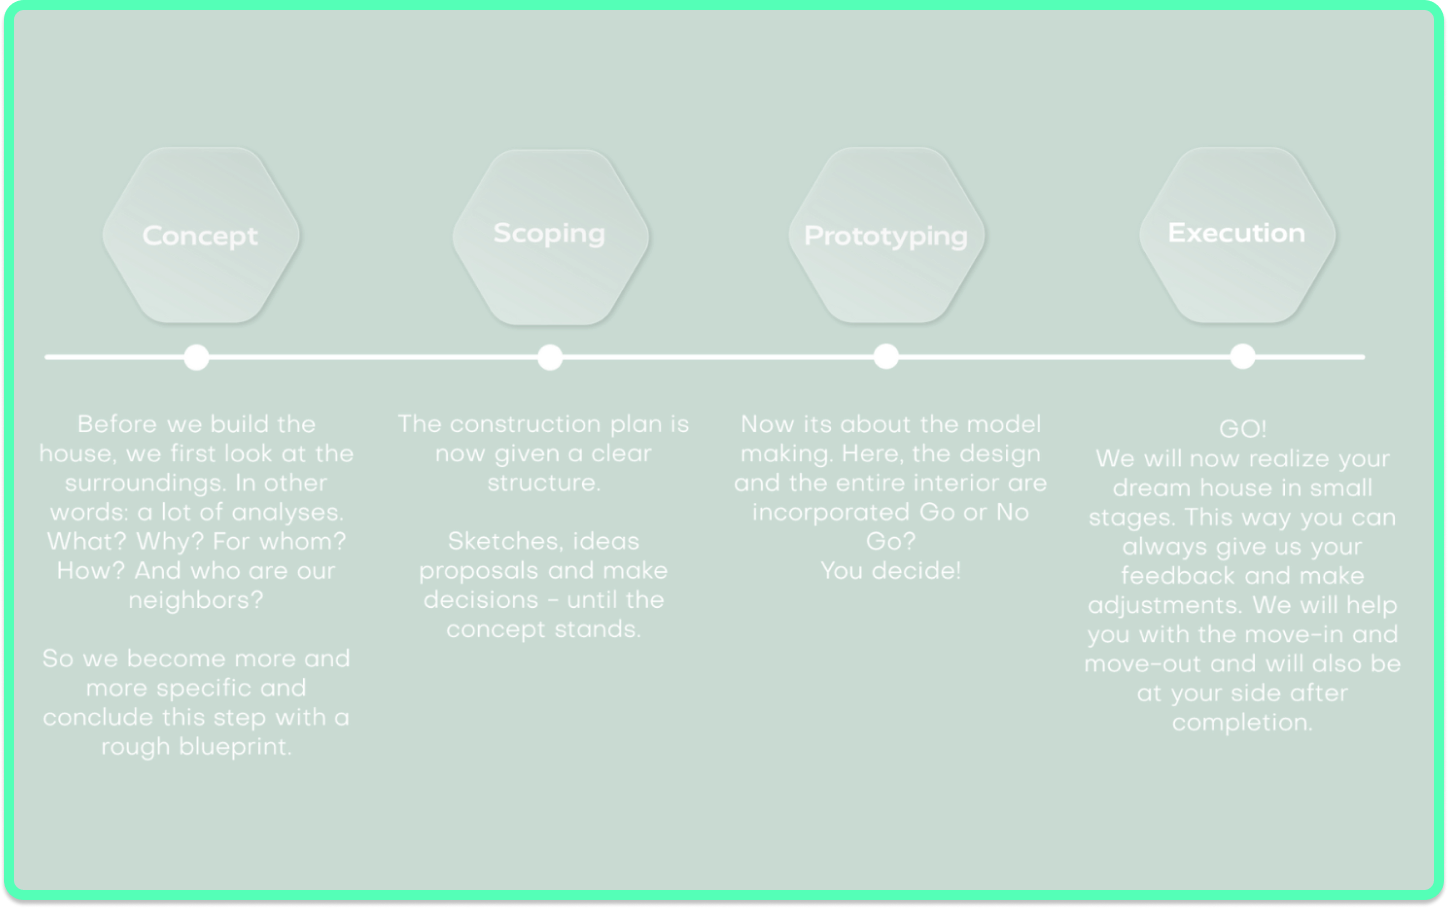 Concept
Before we build the
house, we first look at the
surroundings. In other
words: a lot of analyses.
What? Why? For whom?
How? And who are our
neighbors?
So we become more and
more specific and
conclude this step with a
rough blueprint.
Scoping
The construction plan is
now given a clear
structure.
Sketches, ideas
proposals and make
decisions - until the
concept stands.
Prototyping
Now its about the model
making. Here, the design
and the entire interior are
incorporated Go or No
Go?
You decide!
Execution
GO!
We will now realize your
dream house in small
stages. This way you can
always give us your
feedback and make
adjustments. We will help
you with the move-in and
move-out and will also be
at your side after
completion.